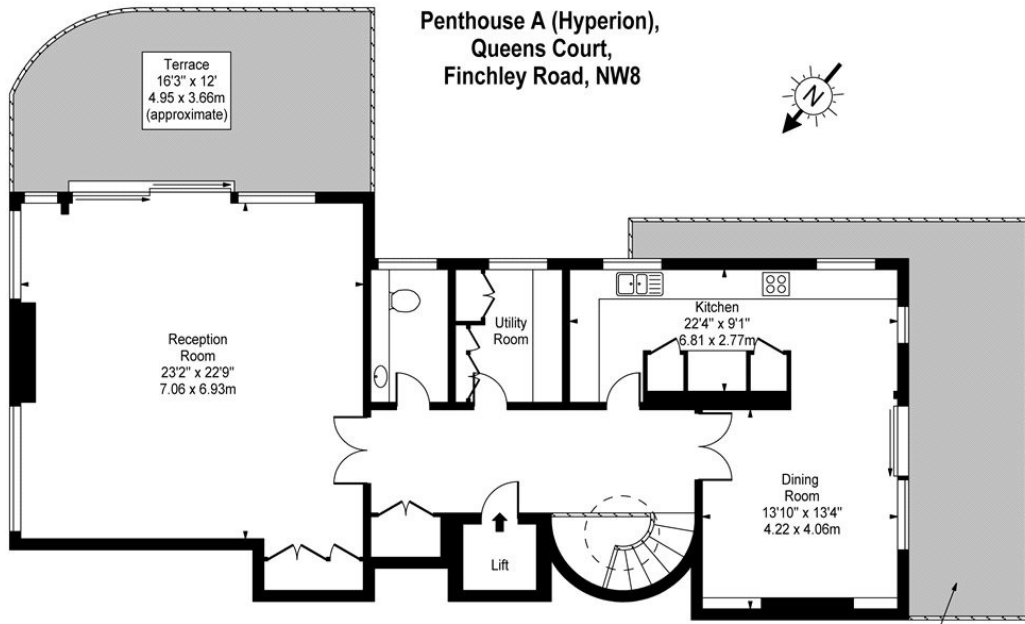 Penthouse A (Hyperion),
Queens Court,
Finchley Road, NW8
Terrace
16'3" x 12'
4.95 x 3.66m
(approximate)
N
Reception
Room
23'2" x 22'9"
7.06 x 6.93m
Utility
Room
Kitchen
22'4" x 9'1"
6.81 x 2.77m
Dining
Room
13'10" x 13'4"
4.22 x 4.06m
Lift